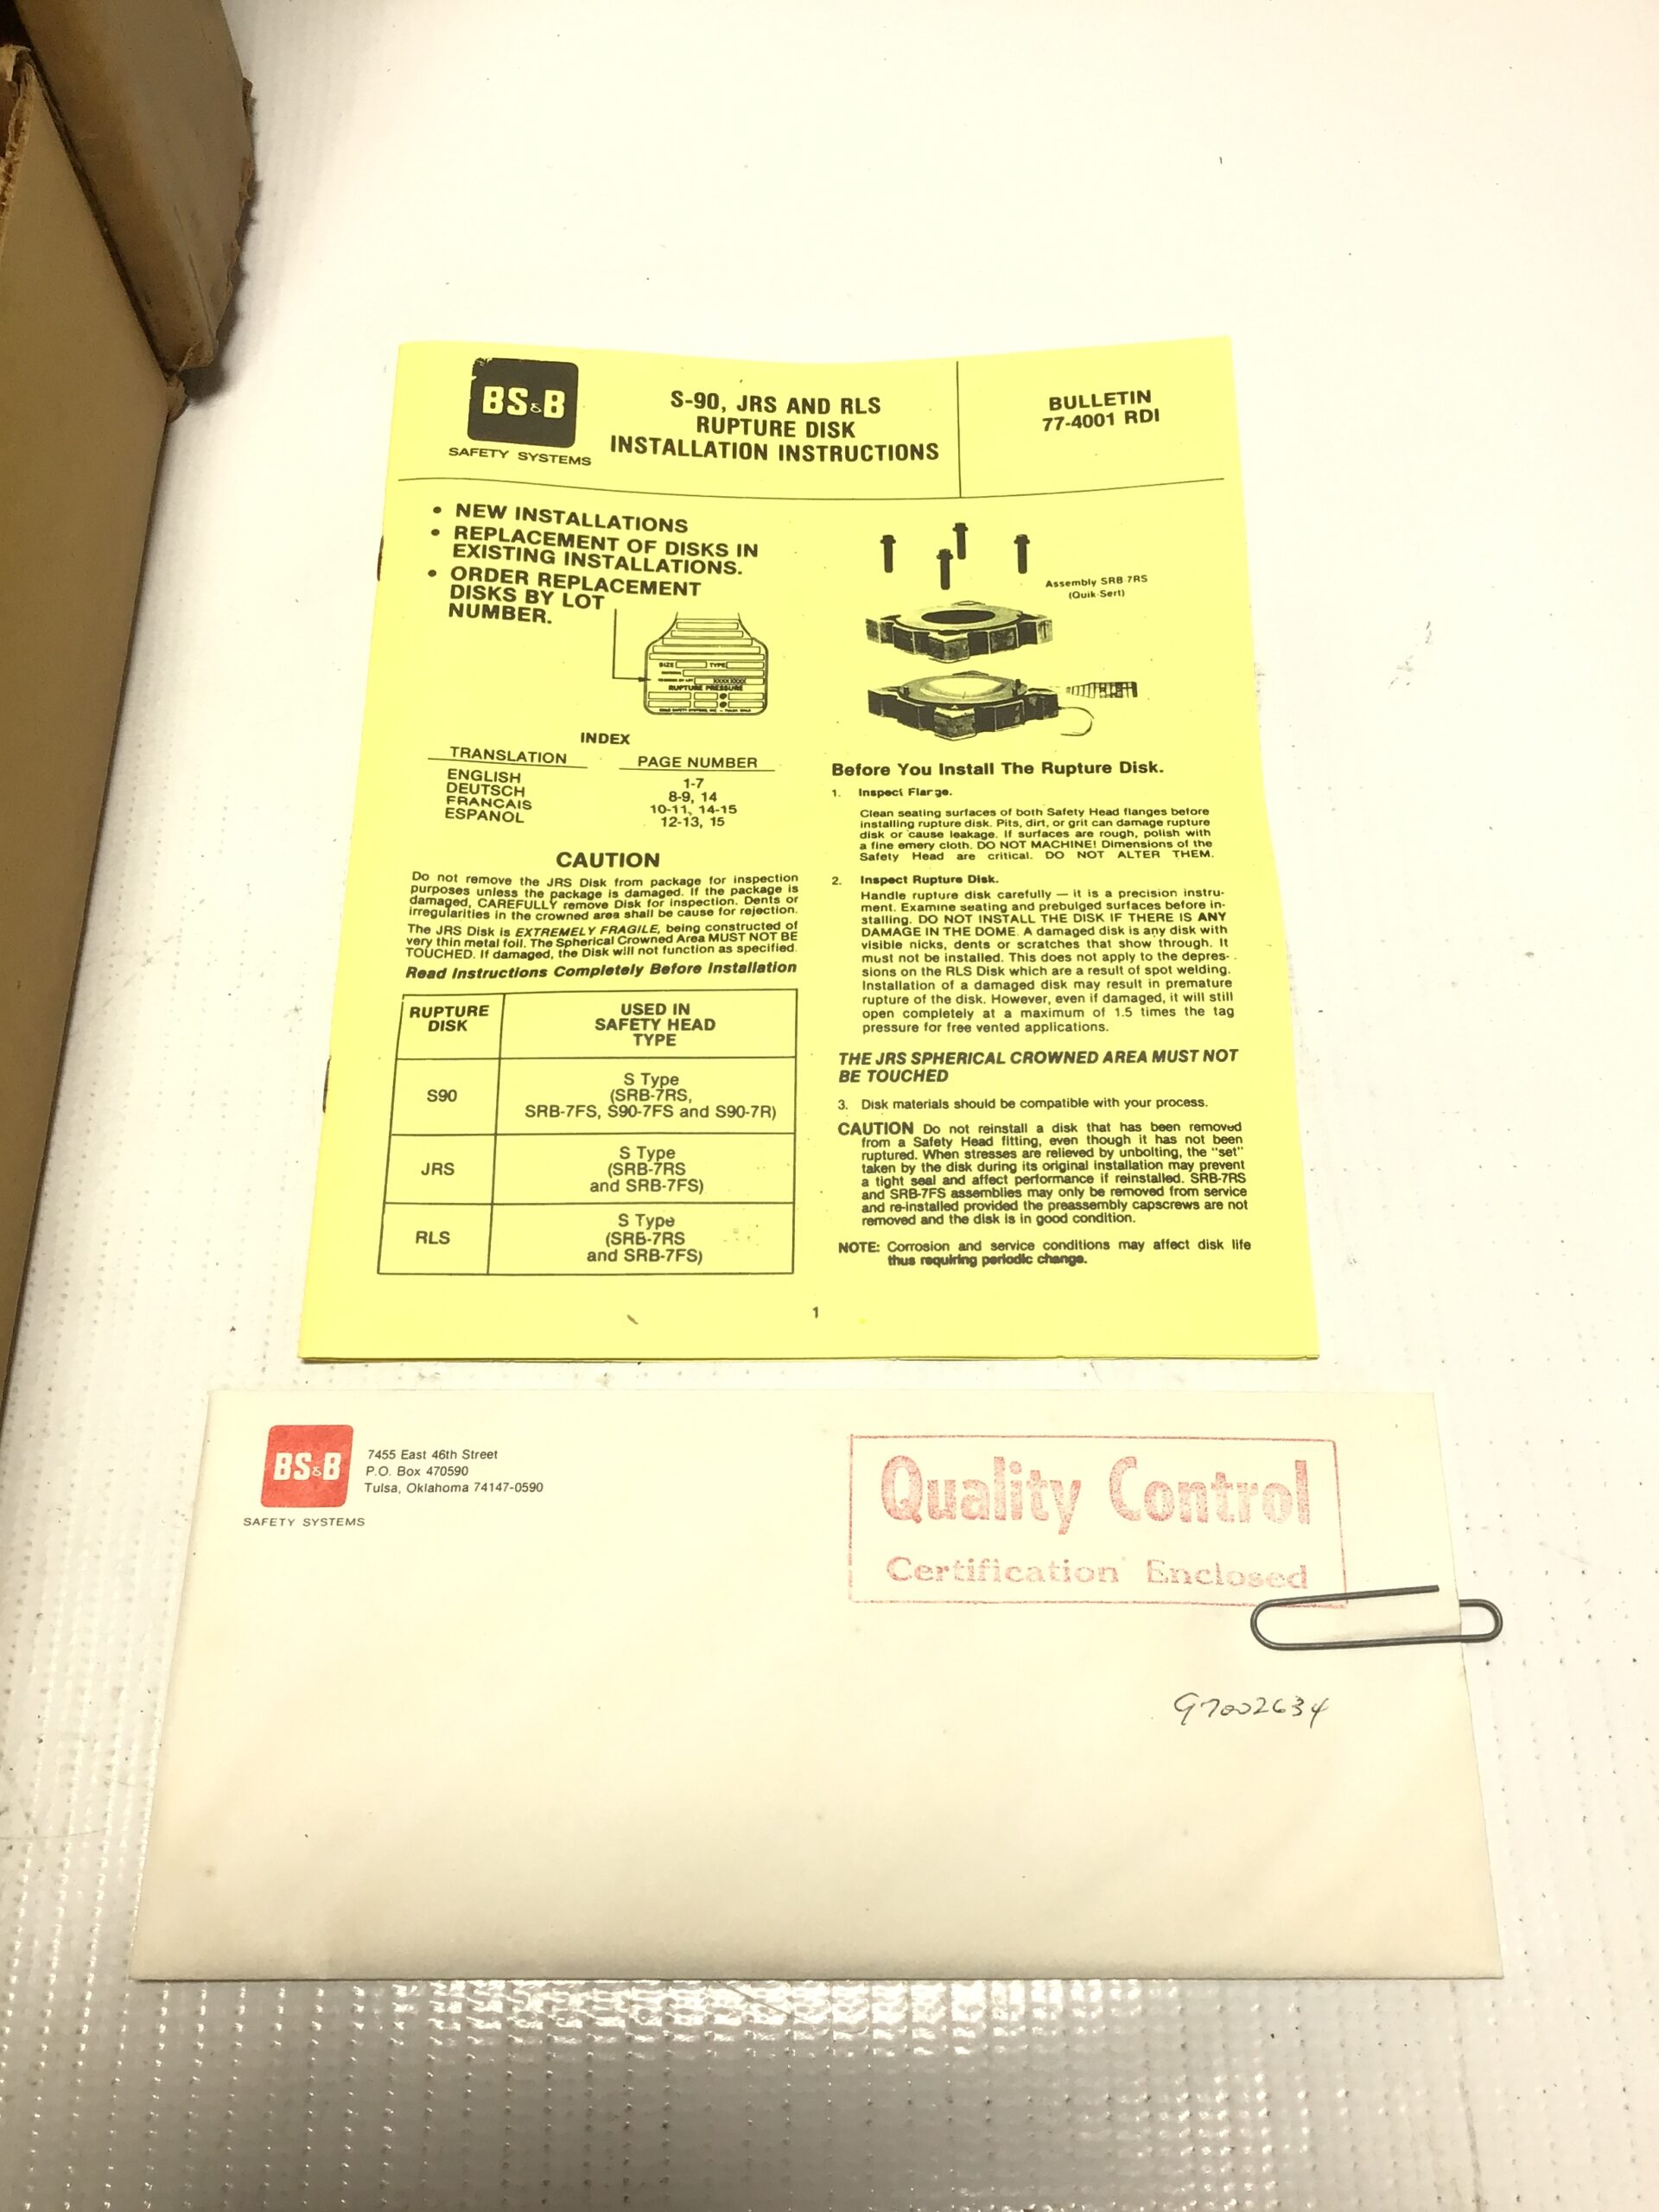 BS&B
SAFETY SYSTEMS
S-90, JRS AND RLS
RUPTURE DISK
INSTALLATION INSTRUCTIONS
BULLETIN
77-4001 RDI
• NEW INSTALLATIONS
• REPLACEMENT OF DISKS IN
EXISTING INSTALLATIONS.
• ORDER REPLACEMENT
DISKS BY LOT
NUMBER.
SIZE TYPE
RUPTURE PRESSURE
INDEX
TRANSLATION PAGE NUMBER
ENGLISH 1-7
DEUTSCH 8-9, 14
FRANCAIS 10-11, 14-15
ESPANOL 12-13, 15
CAUTION
Do not remove the JRS Disk from package for inspection
purposes unless the package is damaged. If the package is
damaged, CAREFULLY remove Disk for inspection. Dents or
irregularities in the crowned area shall be cause for rejection.
The JRS Disk is EXTREMELY FRAGILE, being constructed of
very thin metal foil. The Spherical Crowned Area MUST NOT BE
TOUCHED. If damaged, the Disk will not function as specified.
Read Instructions Completely Before Installation
RUPTURE
DISK
USED IN
SAFETY HEAD
TYPE
S90
S Type
(SRB-7RS,
SRB-7FS, S90-7FS and S90-7R)
JRS
S Type
(SRB-7RS
and SRB-7FS)
RLS
S Type
(SRB-7RS
and SRB-7FS)
Assembly SRB 7RS
(Quik-Sert)
Before You Install The Rupture Disk.
1. Inspect Flange.
Clean seating surfaces of both Safety Head flanges before
installing rupture disk. Pits, dirt, or grit can damage rupture
disk or cause leakage. If surfaces are rough, polish with
a fine emery cloth. DO NOT MACHINE! Dimensions of the
Safety Head are critical. DO NOT ALTER THEM.
2. Inspect Rupture Disk.
Handle rupture disk carefully — it is a precision instru-
ment. Examine seating and prebulged surfaces before in-
stalling. DO NOT INSTALL THE DISK IF THERE IS ANY
DAMAGE IN THE DOME. A damaged disk is any disk with
visible nicks, dents or scratches that show through. It
must not be installed. This does not apply to the depres-
sions on the RLS Disk which are a result of spot welding.
Installation of a damaged disk may result in premature
rupture of the disk. However, even if damaged, it will still
open completely at a maximum of 1.5 times the tag
pressure for free vented applications.
THE JRS SPHERICAL CROWNED AREA MUST NOT
BE TOUCHED
3. Disk materials should be compatible with your process.
CAUTION Do not reinstall a disk that has been removed
from a Safety Head fitting, even though it has not been
ruptured. When stresses are relieved by unbolting, the "set"
taken by the disk during its original installation may prevent
a tight seal and affect performance if reinstalled. SRB-7RS
and SRB-7FS assemblies may only be removed from service
and re-installed provided the preassembly capscrews are not
removed and the disk is in good condition.
NOTE: Corrosion and service conditions may affect disk life
thus requiring periodic change.
1
BS&B
SAFETY SYSTEMS
7455 East 46th Street
P.O. Box 470590
Tulsa, Oklahoma 74147-0590
Quality Control
Certification Enclosed
97002634